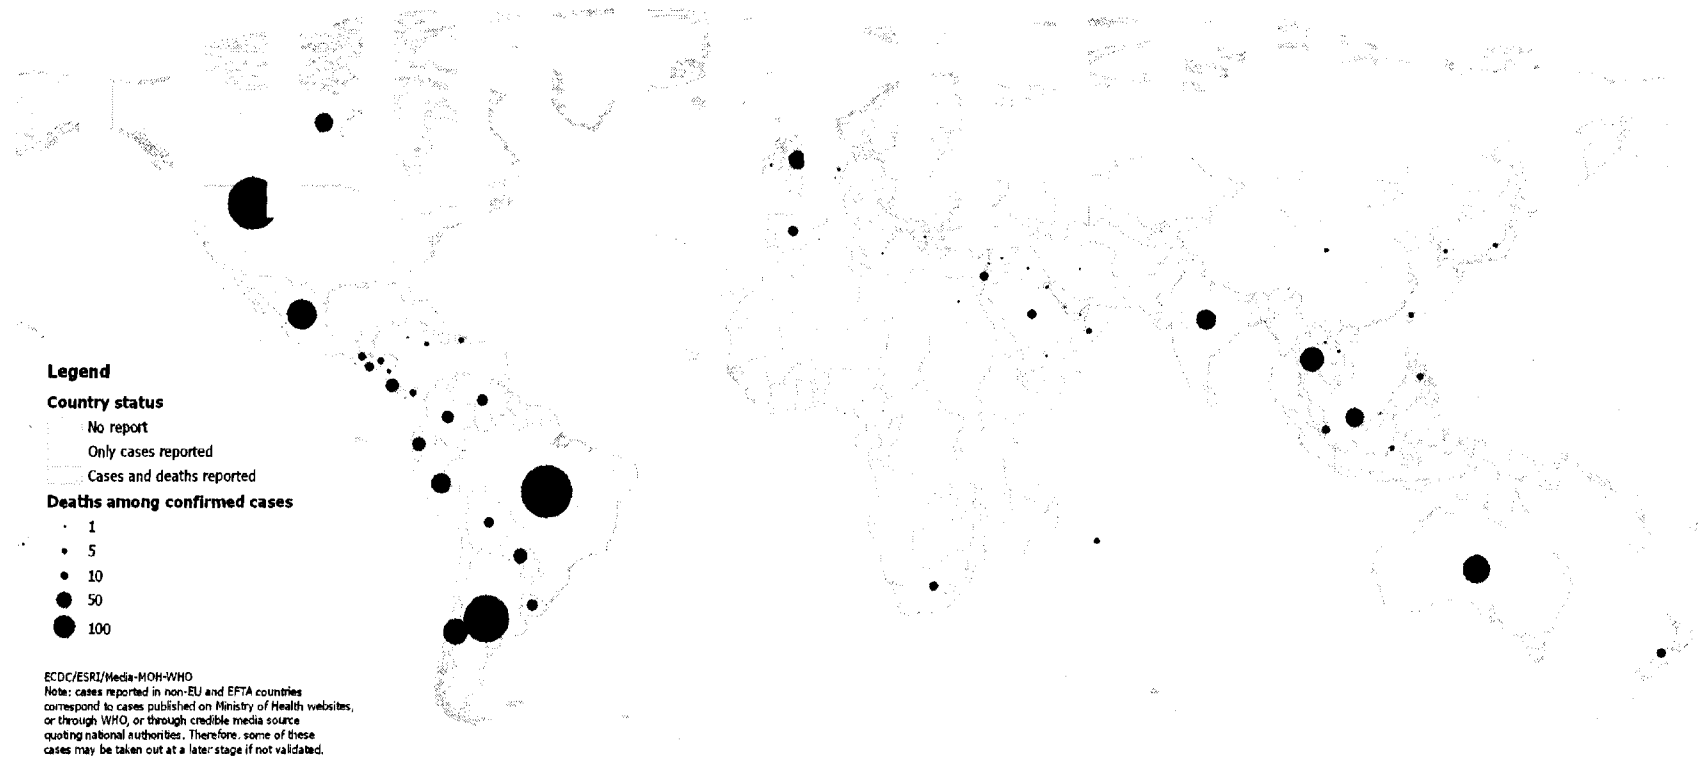 Legend
Country status
No report
Only cases reported
Cases and deaths reported
Deaths among confirmed cases
1
5
10
50
100
ECDC/ESRI/Media-MOH-WHO
Note: cases reported in non-EU and EFTA countries
correspond to cases published on Ministry of Health websites,
or through WHO, or through credible media source
quoting national authorities. Therefore, some of these
cases may be taken out at a later stage if not validated.